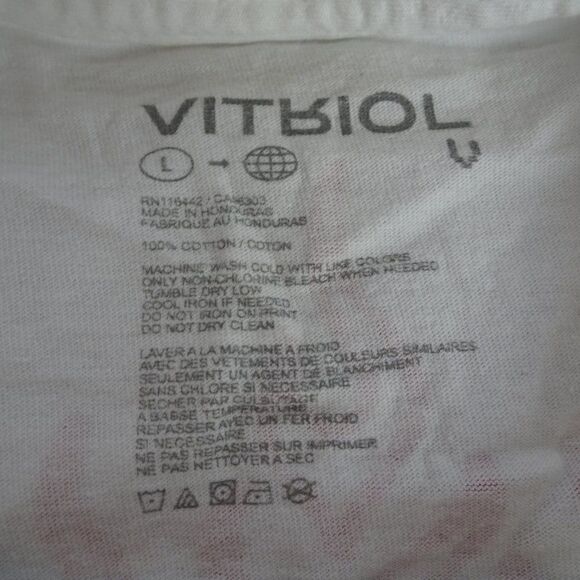 VITRIOL
L
RN116442 / CA48303
MADE IN HONDURAS
FABRIQUE AU HONDURAS
100% COTTON / COTON
MACHINE WASH COLD WITH LIKE COLORS
ONLY NON-CHLORINE BLEACH WHEN NEEDED
TUMBLE DRY LOW
COOL IRON IF NEEDED
DO NOT IRON ON PRINT
DO NOT DRY CLEAN
LAVER A LA MACHINE A FROID
AVEC DES VETEMENTS DE COULEURS SIMILAIRES
SEULEMENT UN AGENT DE BLANCHIMENT
SANS CHLORE SI NECESSAIRE
SECHER PAR CULBUTAGE
A BASSE TEMPERATURE
REPASSER AVEC UN FER FROID
SI NECESSAIRE
NE PAS REPASSER SUR IMPRIMER
NE PAS NETTOYER A SEC